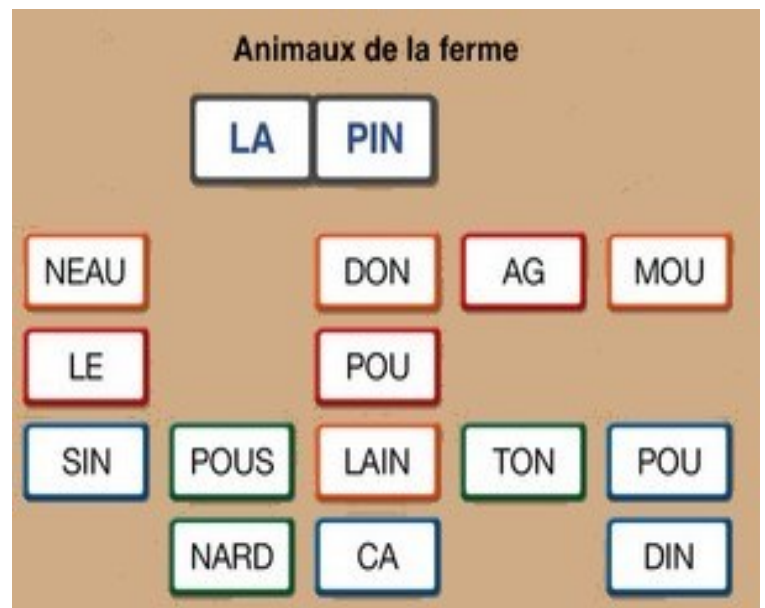 Animaux de la ferme
LA PIN
NEAU DON AG MOU
LE POU
SIN POUS LAIN TON POU
NARD CA DIN